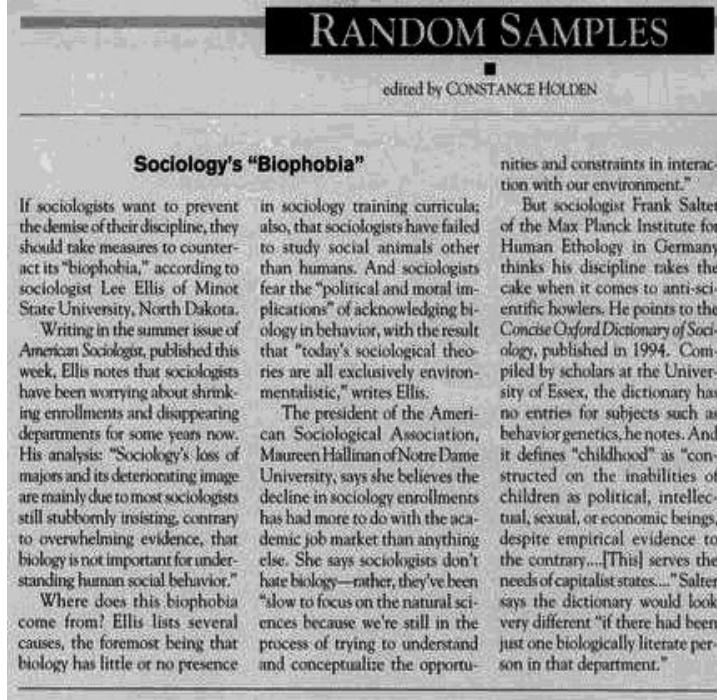 RANDOM SAMPLES
edited by CONSTANCE HOLDEN
Sociology's "Biophobia"
If sociologists want to prevent
the demise of their discipline, they
should take measures to counter-
act its "biophobia," according to
sociologist Lee Ellis of Minot
State University, North Dakota.
Writing in the summer issue of
American Sociologist, published this
week, Ellis notes that sociologists
have been worrying about shrink-
ing enrollments and disappearing
departments for some years now.
His analysis: "Sociology's loss of
majors and its deteriorating image
are mainly due to most sociologists
still stubbornly insisting, contrary
to overwhelming evidence, that
biology is not important for under-
standing human social behavior."
Where does this biophobia
come from? Ellis lists several
causes, the foremost being that
biology has little or no presence
in sociology training curricula;
also, that sociologists have failed
to study social animals other
than humans. And sociologists
fear the "political and moral im-
plications" of acknowledging bi-
ology in behavior, with the result
that "today's sociological theo-
ries are all exclusively environ-
mentalistic," writes Ellis.
The president of the Ameri-
can Sociological Association,
Maureen Hallinan of Notre Dame
University, says she believes the
decline in sociology enrollments
has had more to do with the aca-
demic job market than anything
else. She says sociologists don't
hate biology—rather, they've been
"slow to focus on the natural sci-
ences because we're still in the
process of trying to understand
and conceptualize the opportu-
nities and constraints in interac-
tion with our environment."
But sociologist Frank Salter
of the Max Planck Institute for
Human Ethology in Germany
thinks his discipline takes the
cake when it comes to anti-sci-
entific howlers. He points to the
Concise Oxford Dictionary of Soci-
ology, published in 1994. Com-
piled by scholars at the Univer-
sity of Essex, the dictionary has
no entries for subjects such as
behavior genetics, he notes. And
it defines "childhood" as "con-
structed on the inabilities of
children as political, intellec-
tual, sexual, or economic beings,
despite empirical evidence to
the contrary....[This] serves the
needs of capitalist states...." Salter
says the dictionary would look
very different "if there had been
just one biologically literate per-
son in that department."